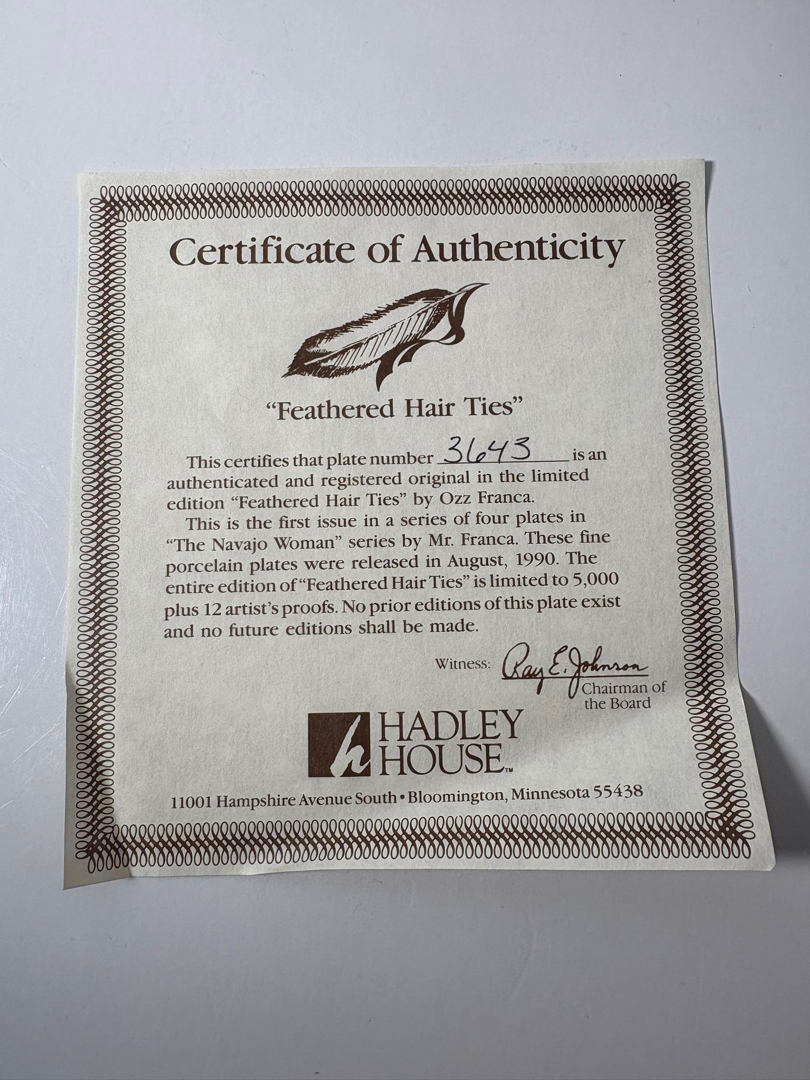 Certificate of Authenticity
“Feathered Hair Ties”
This certifies that plate number 3643 is an
authenticated and registered original in the limited
edition “Feathered Hair Ties” by Ozz Franca.
This is the first issue in a series of four plates in
“The Navajo Woman” series by Mr. Franca. These fine
porcelain plates were released in August, 1990. The
entire edition of “Feathered Hair Ties” is limited to 5,000
plus 12 artist’s proofs. No prior editions of this plate exist
and no future editions shall be made.
Witness: Ray E. Johnson
Chairman of
the Board
h HADLEY
HOUSE™
11001 Hampshire Avenue South • Bloomington, Minnesota 55438